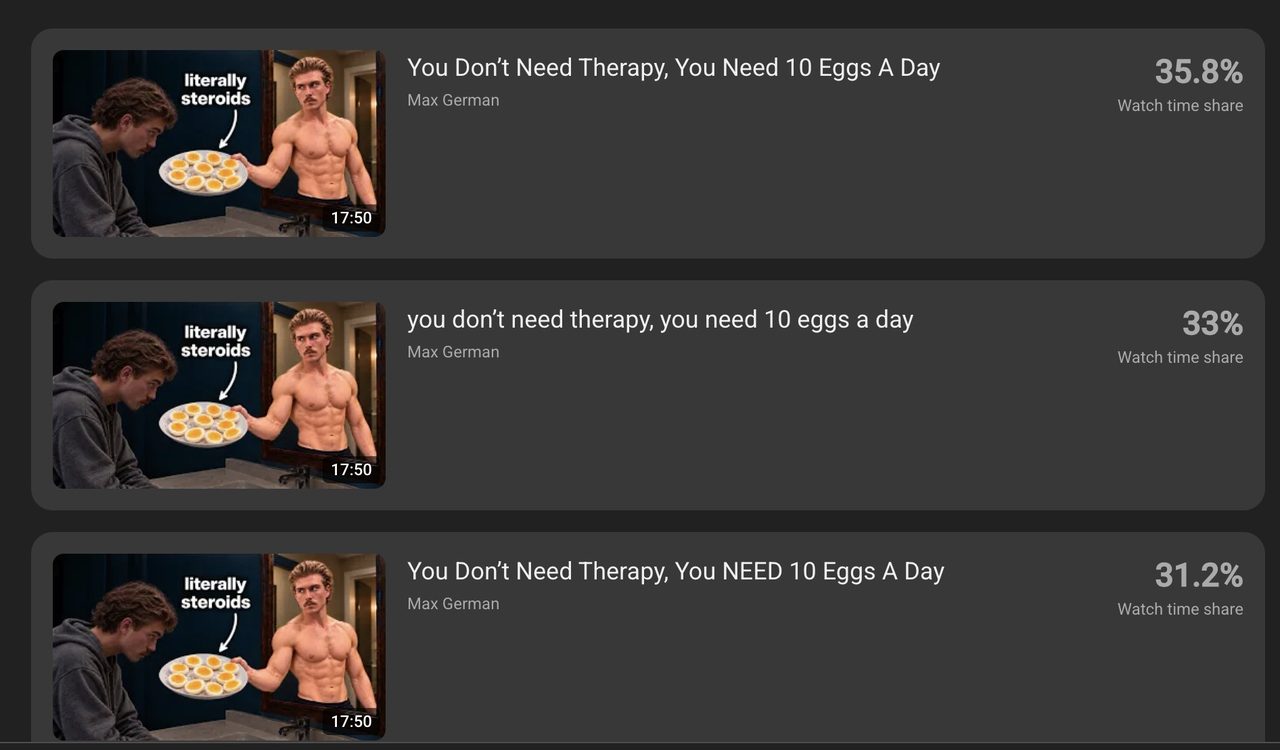 literally
steroids
17:50
You Don’t Need Therapy, You Need 10 Eggs A Day
Max German
35.8%
Watch time share
literally
steroids
17:50
you don’t need therapy, you need 10 eggs a day
Max German
33%
Watch time share
literally
steroids
17:50
You Don’t Need Therapy, You NEED 10 Eggs A Day
Max German
31.2%
Watch time share